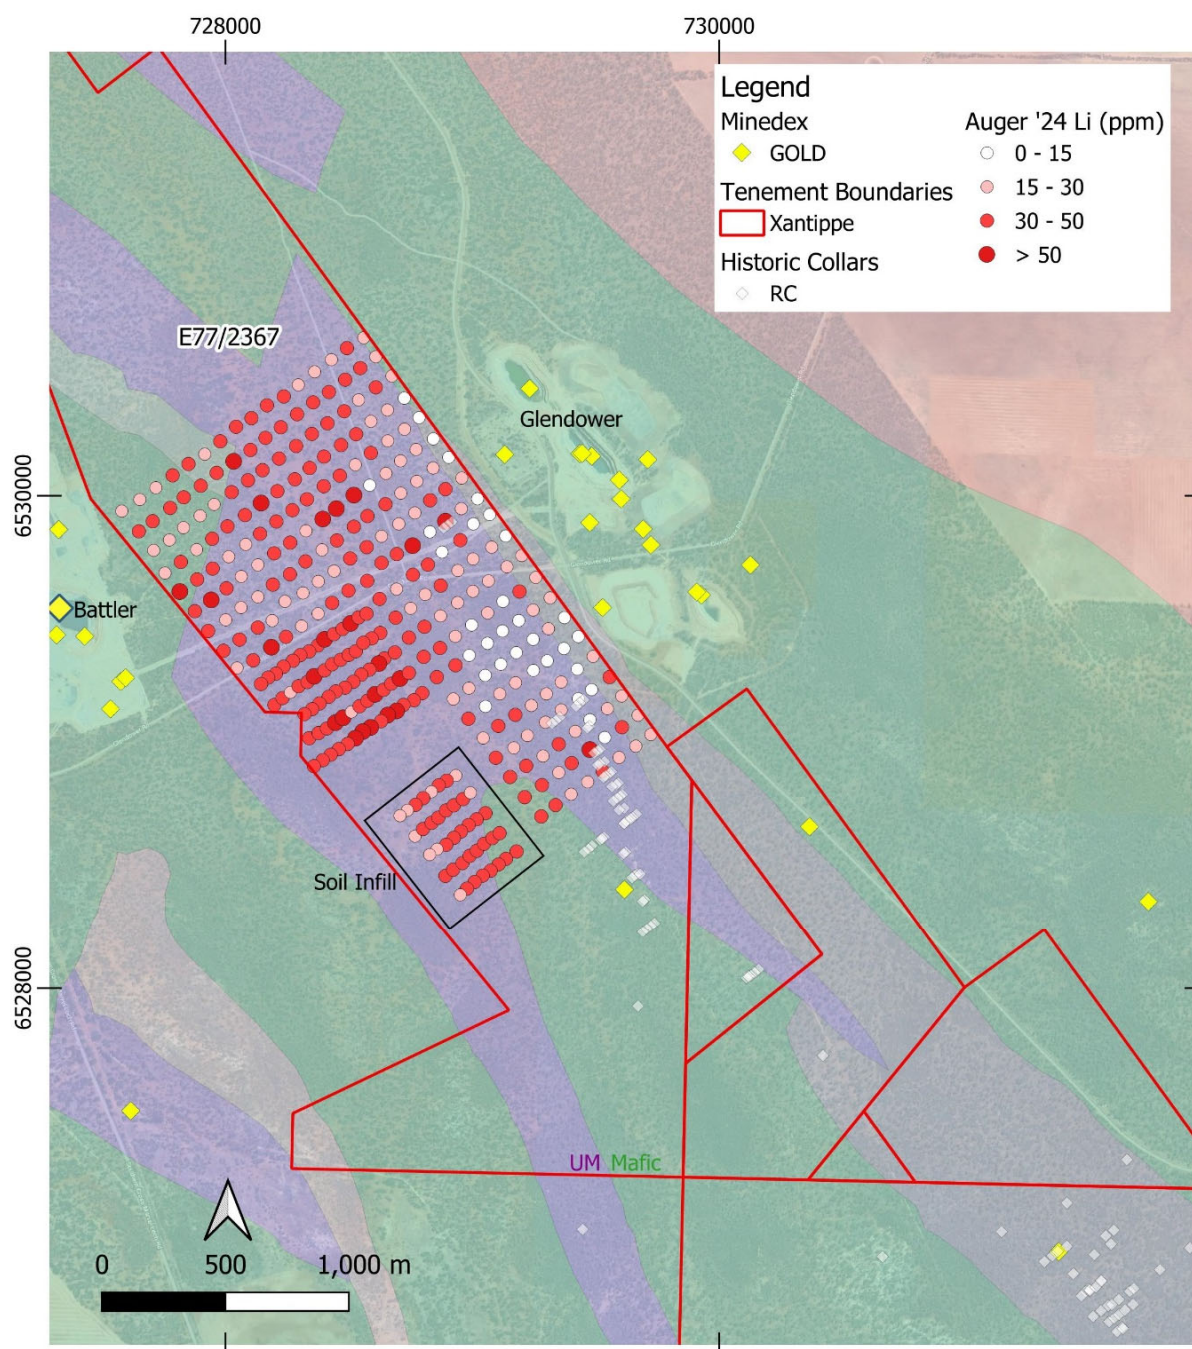 728000
730000
Legend
Minedex
GOLD
Tenement Boundaries
Xantippe
Historic Collars
RC
Auger '24 Li (ppm)
0 - 15
15 - 30
30 - 50
> 50
E77/2367
Glendower
6530000
Battler
Soil Infill
6528000
UM Mafic
0 500 1,000 m